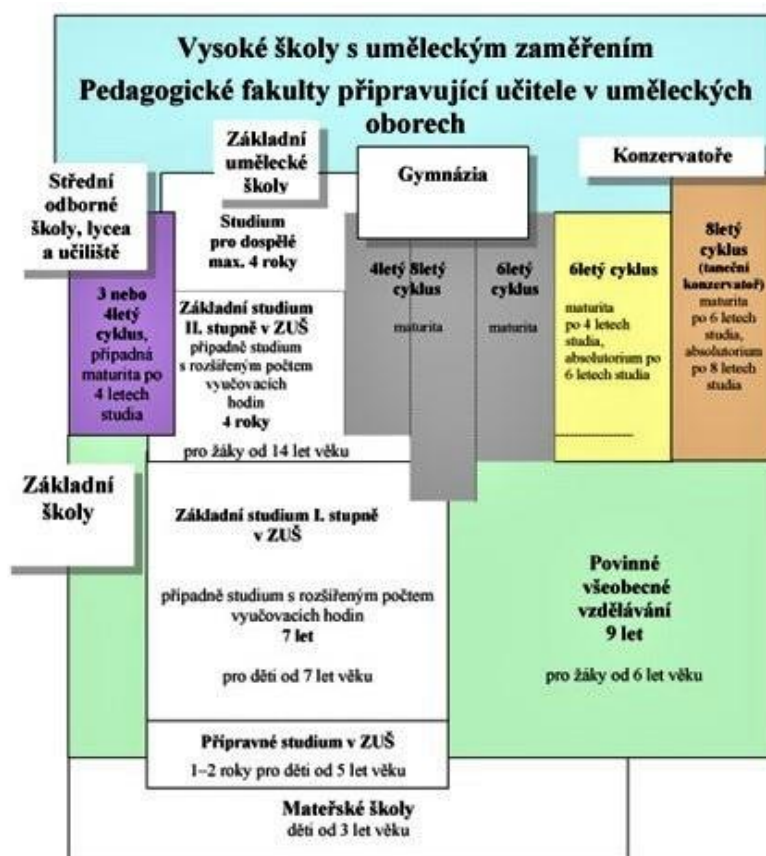 Vysoké školy s uměleckým zaměřením
Pedagogické fakulty připravující učitele v uměleckých
oborech
Základní
umělecké
školy
Gymnázia
Konzervatoře
Střední
odborné
školy, lycea
a učiliště
Studium
pro dospělé
max. 4 roky
3 nebo
4letý
cyklus,
případná
maturita po
4 letech
studia
Základní studium
II. stupně v ZUŠ
případně studium
s rozšířeným počtem
vyučovacích
hodin
4 roky
pro žáky od 14 let věku
4letý 8letý
cyklus
maturita
6letý
cyklus
maturita
6letý cyklus
maturita
po 4 letech
studia,
absolutorium po
6 letech studia
8letý
cyklus
(taneční
konzervatoř)
maturita
po 6 letech
studia,
absolutorium
po 8 letech
studia
Základní
školy
Základní studium I. stupně
v ZUŠ
případně studium s rozšířeným počtem
vyučovacích hodin
7 let
pro děti od 7 let věku
Povinné
všeobecné
vzdělávání
9 let
pro žáky od 6 let věku
Přípravné studium v ZUŠ
1–2 roky pro děti od 5 let věku
Mateřské školy
děti od 3 let věku